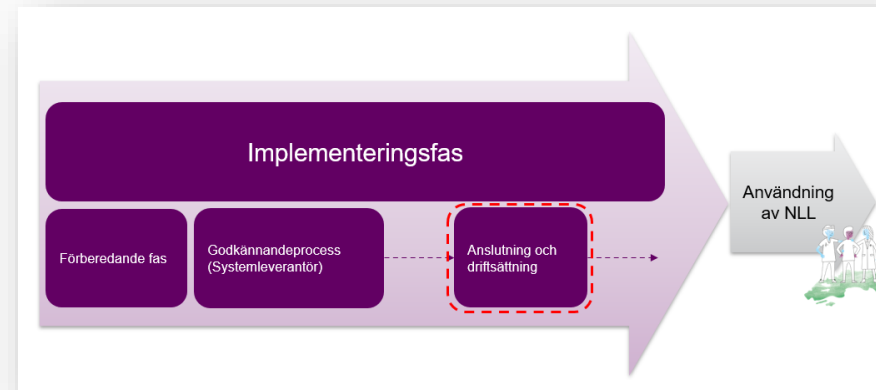 Implementeringsfas
Förberedande fas
Godkännandeprocess
(Systemleverantör)
Anslutning och
driftsättning
Användning
av NLL